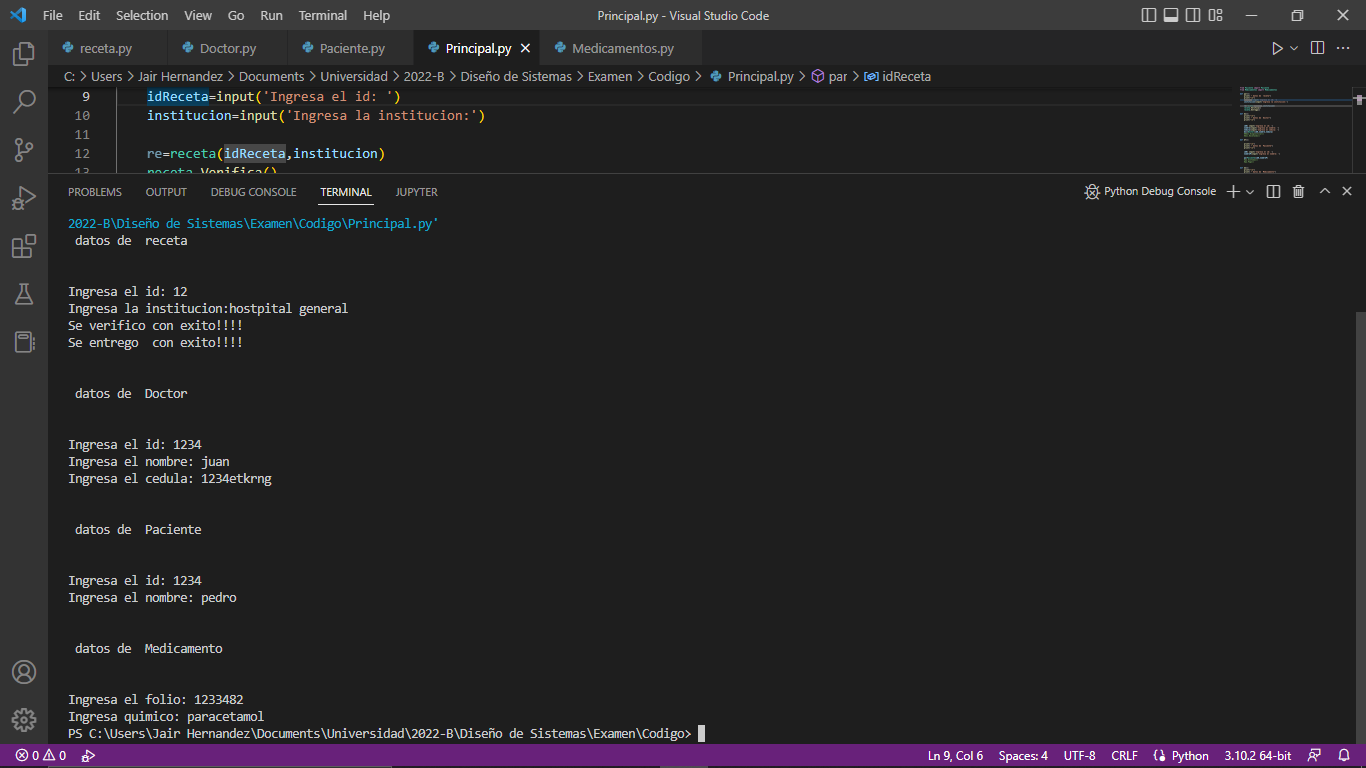 File Edit Selection View Go Run Terminal Help Principal.py - Visual Studio Code
receta.py Doctor.py Paciente.py Principal.py Medicamentos.py
C: > Users > Jair Hernandez > Documents > Universidad > 2022-B > Diseño de Sistemas > Examen > Codigo > Principal.py > par > idReceta
9 idReceta=input('Ingresa el id: ')
10 institucion=input('Ingresa la institucion:')
11
12 re=receta(idReceta,institucion)
13 receta.Verifica()
PROBLEMS OUTPUT DEBUG CONSOLE TERMINAL JUPYTER Python Debug Console
2022-B\Diseño de Sistemas\Examen\Codigo\Principal.py'
datos de  receta
Ingresa el id: 12
Ingresa la institucion:hostpital general
Se verifico con exito!!!!
Se entrego  con exito!!!!
datos de  Doctor
Ingresa el id: 1234
Ingresa el nombre: juan
Ingresa el cedula: 1234etkrng
datos de  Paciente
Ingresa el id: 1234
Ingresa el nombre: pedro
datos de  Medicamento
Ingresa el folio: 1233482
Ingresa quimico: paracetamol
PS C:\Users\Jair Hernandez\Documents\Universidad\2022-B\Diseño de Sistemas\Examen\Codigo>
0 0 Ln 9, Col 6 Spaces: 4 UTF-8 CRLF Python 3.10.2 64-bit